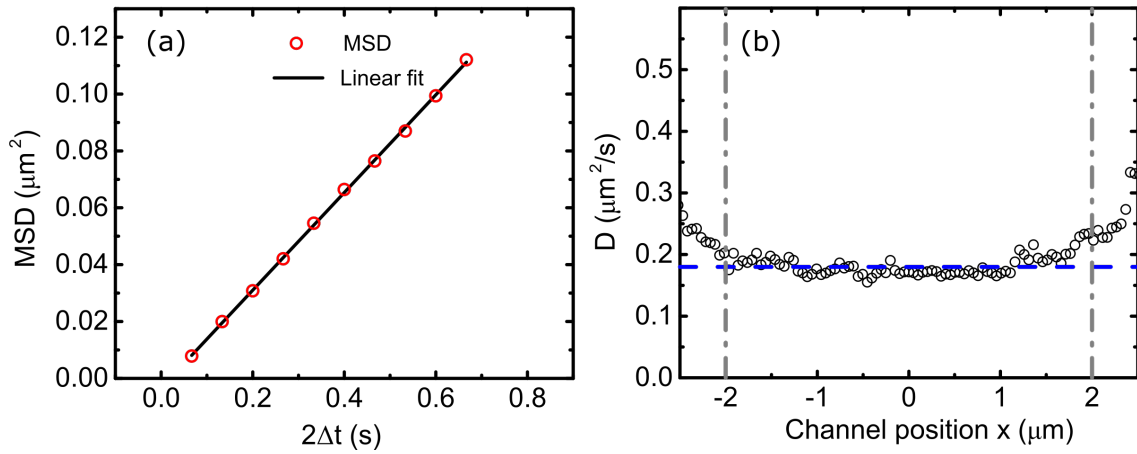 (a)
MSD
Linear fit
MSD (μm²)
0.12
0.10
0.08
0.06
0.04
0.02
0.00
0.0 0.2 0.4 0.6 0.8
2Δt (s)
(b)
D (μm²/s)
0.5
0.4
0.3
0.2
0.1
0.0
-2 -1 0 1 2
Channel position x (μm)